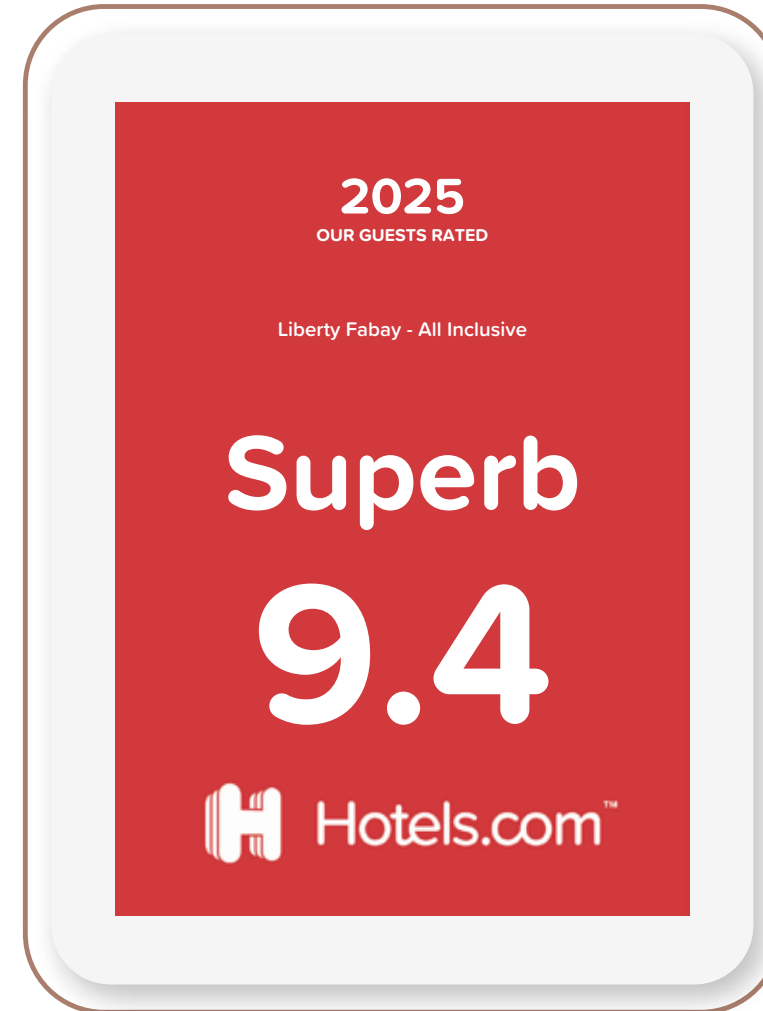 2025
OUR GUESTS RATED
Liberty Fabay - All Inclusive
Superb
9.4
Hotels.com™